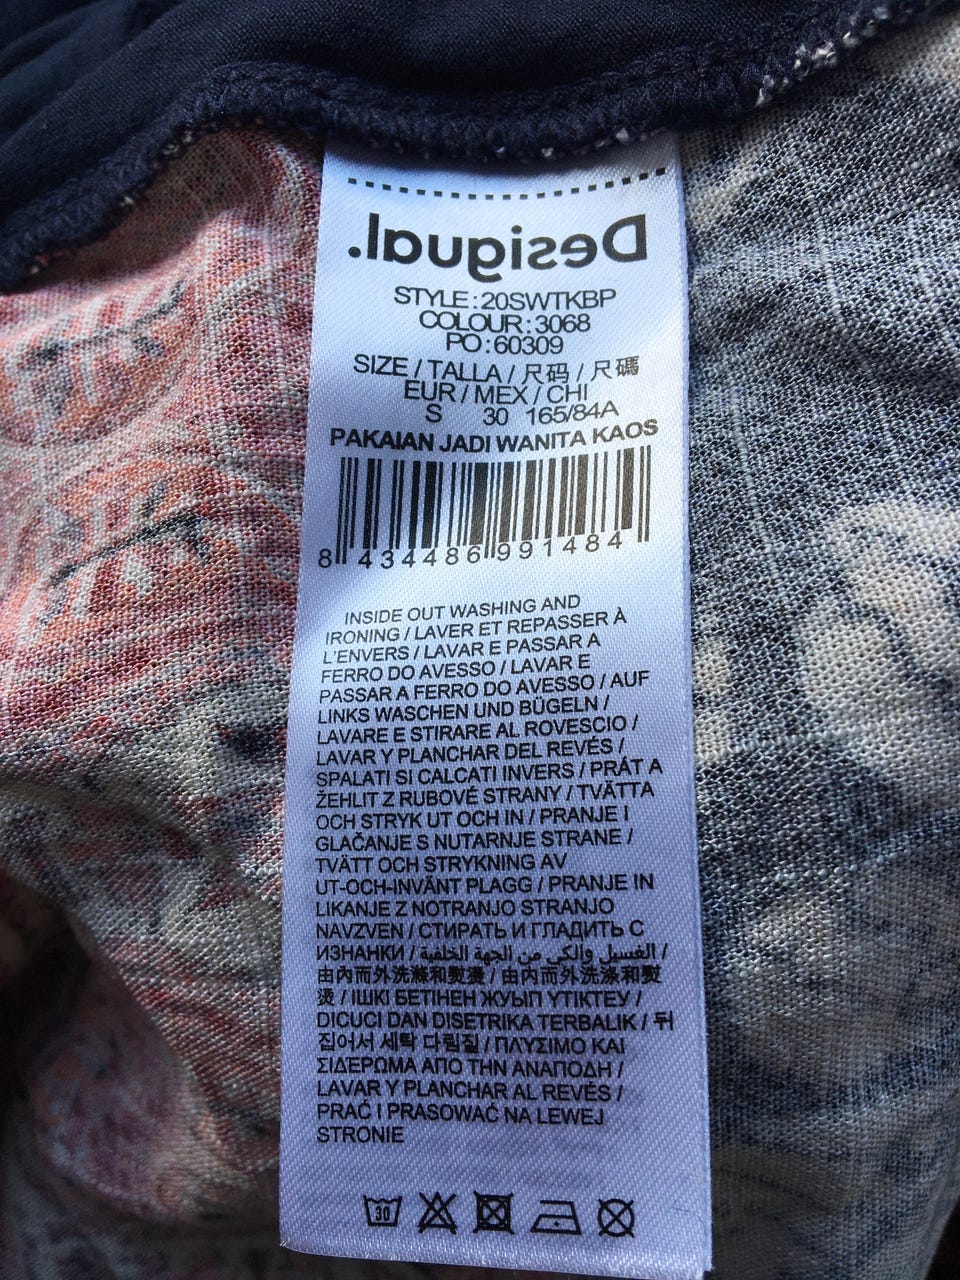 Desigual.
STYLE:20SWTKBP
COLOUR:3068
PO:60309
SIZE / TALLA / 尺码 / 尺碼
EUR / MEX / CHI
S 30 165/84A
PAKAIAN JADI WANITA KAOS
8 434486 991484
INSIDE OUT WASHING AND
IRONING / LAVER ET REPASSER À
L'ENVERS / LAVAR E PASSAR A
FERRO DO AVESSO / LAVAR E
PASSAR A FERRO DO AVESSO / AUF
LINKS WASCHEN UND BÜGELN /
LAVARE E STIRARE AL ROVESCIO /
LAVAR Y PLANCHAR DEL REVÉS /
SPALATI SI CALCATI INVERS / PRÁT A
ŽEHLIT Z RUBOVÉ STRANY / TVÄTTA
OCH STRYK UT OCH IN / PRANJE I
GLAČANJE S NUTARNJE STRANE /
TVÄTT OCH STRYKNING AV
UT-OCH-INVÄNT PLAGG / PRANJE IN
LIKANJE Z NOTRANJO STRANJO
NAVZVEN / СТИРАТЬ И ГЛАДИТЬ С
ИЗНАНКИ / الغسيل والكي من الجهة الخلفية /
由內而外洗滌和熨燙 / 由内而外洗涤和熨
烫 / ІШКІ БЕТІНЕН ЖУЫП ҮТІКТЕУ /
DICUCI DAN DISETRIKA TERBALIK / 뒤
집어서 세탁 다림질 / ΠΛΎΣΙΜΟ ΚΑΙ
ΣΙΔΈΡΩΜΑ ΑΠΟ ΤΗΝ ΑΝΑΠΟΔΗ /
LAVAR Y PLANCHAR AL REVÉS /
PRAĆ I PRASOWAĆ NA LEWEJ
STRONIE
30